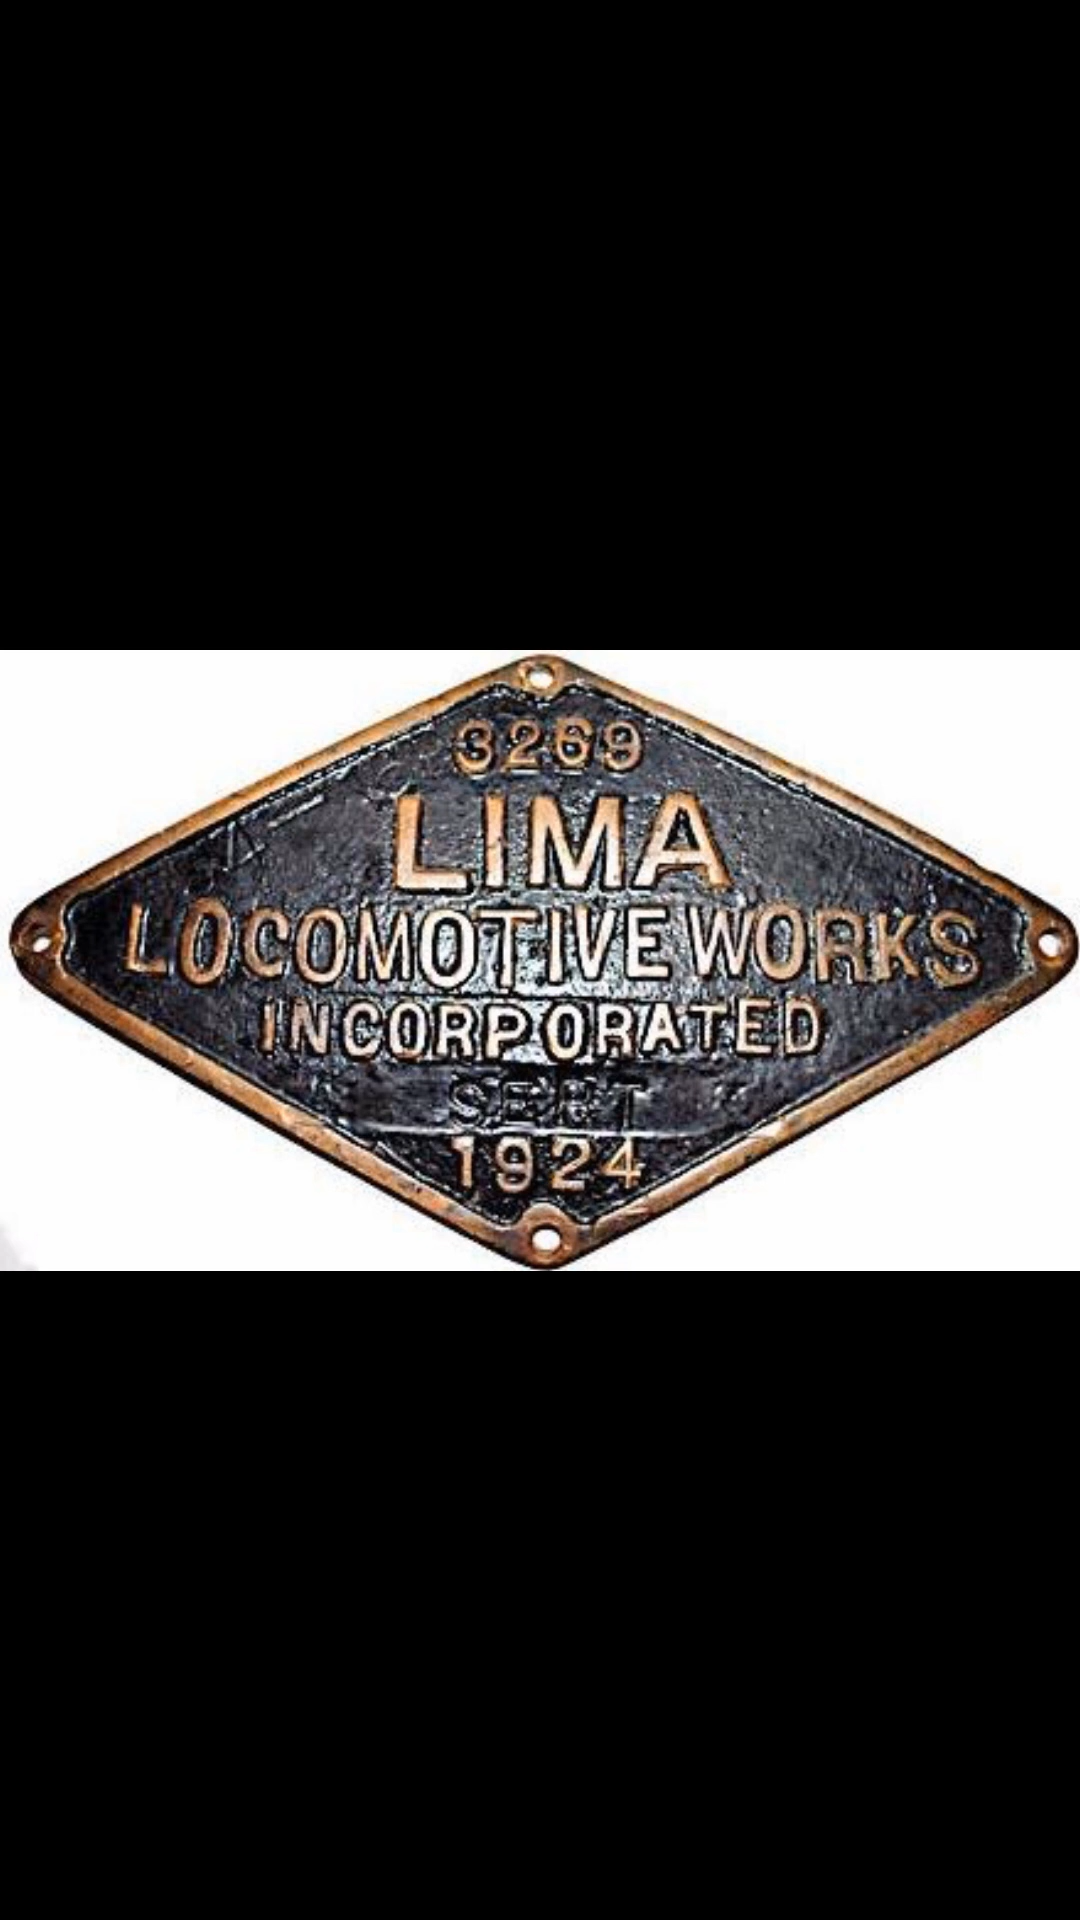 3269
LIMA
LOCOMOTIVE WORKS
INCORPORATED
SEPT
1924